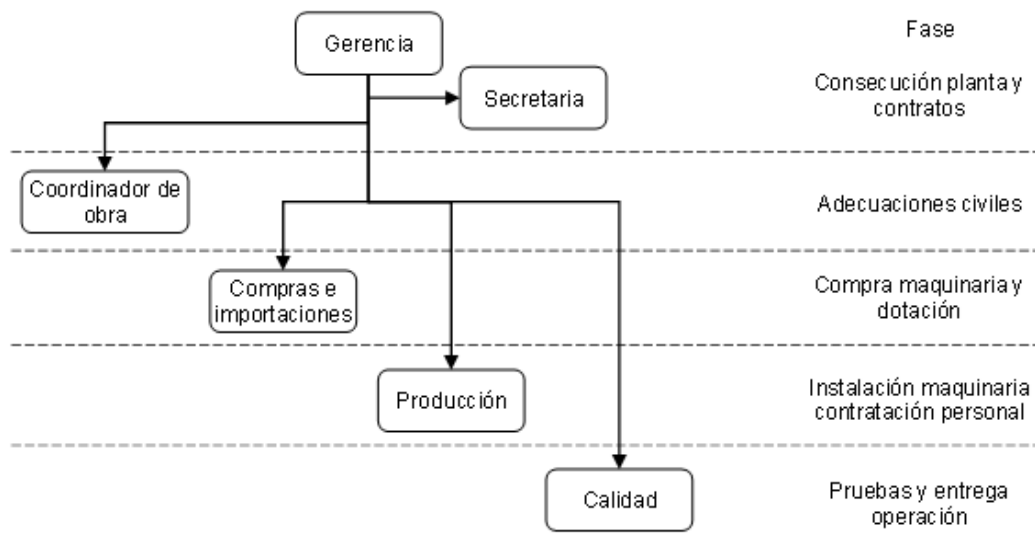 Gerencia
Fase
Secretaria
Consecución planta y
contratos
Coordinador de
obra
Adecuaciones civiles
Compras e
importaciones
Compra maquinaria y
dotación
Producción
Instalación maquinaria
contratación personal
Calidad
Pruebas y entrega
operación